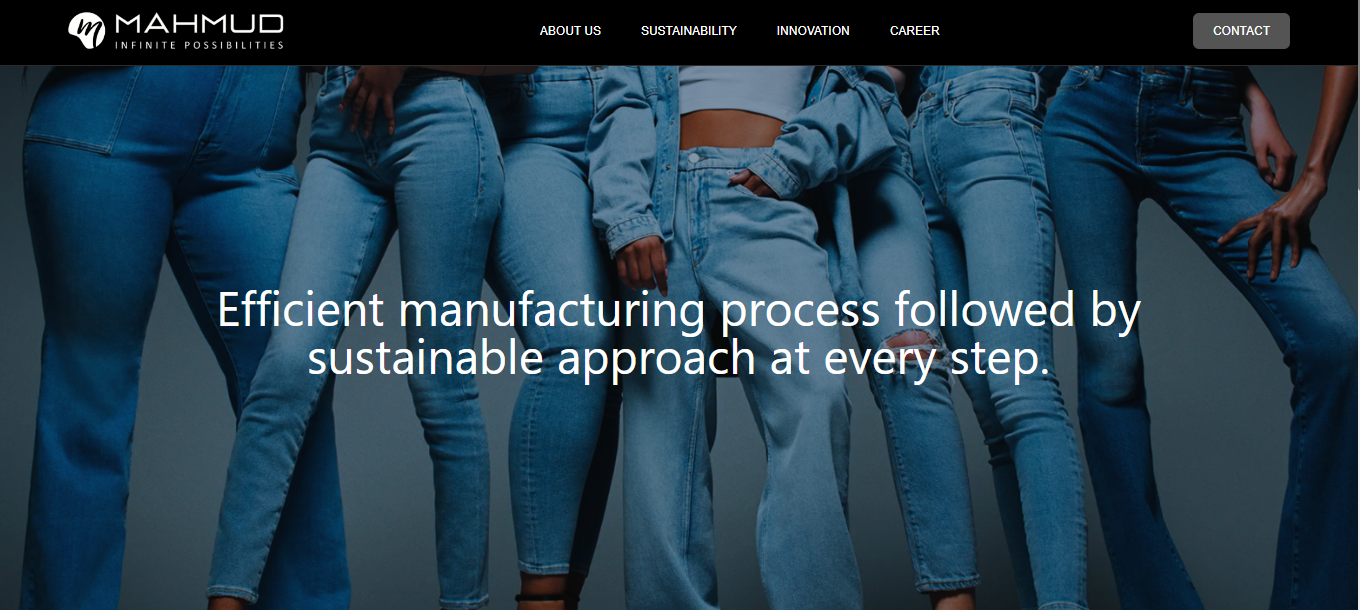 MAHMUD
INFINITE POSSIBILITIES
ABOUT US
SUSTAINABILITY
INNOVATION
CAREER
CONTACT
Efficient manufacturing process followed by
sustainable approach at every step.